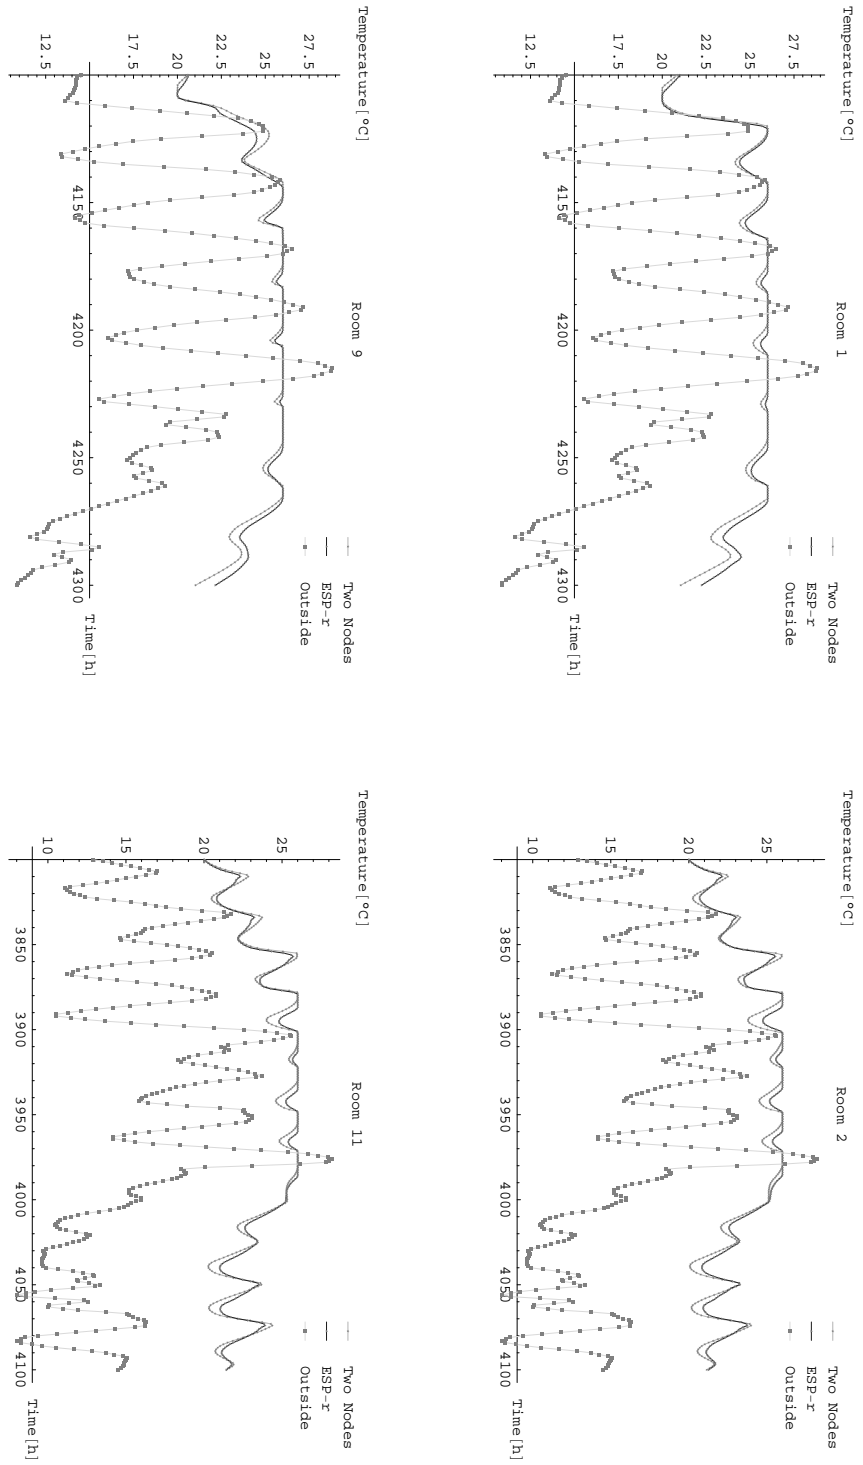 Temperature[°C]
Room 1
Two Nodes
ESP-r
Outside
27.5
25
22.5
20
17.5
12.5
4150
4200
4250
4300
Time[h]
Temperature[°C]
Room 2
Two Nodes
ESP-r
Outside
25
20
15
10
3850
3900
3950
4000
4050
4100
Time[h]
Temperature[°C]
Room 9
Two Nodes
ESP-r
Outside
27.5
25
22.5
20
17.5
12.5
4150
4200
4250
4300
Time[h]
Temperature[°C]
Room 11
Two Nodes
ESP-r
Outside
25
20
15
10
3850
3900
3950
4000
4050
4100
Time[h]